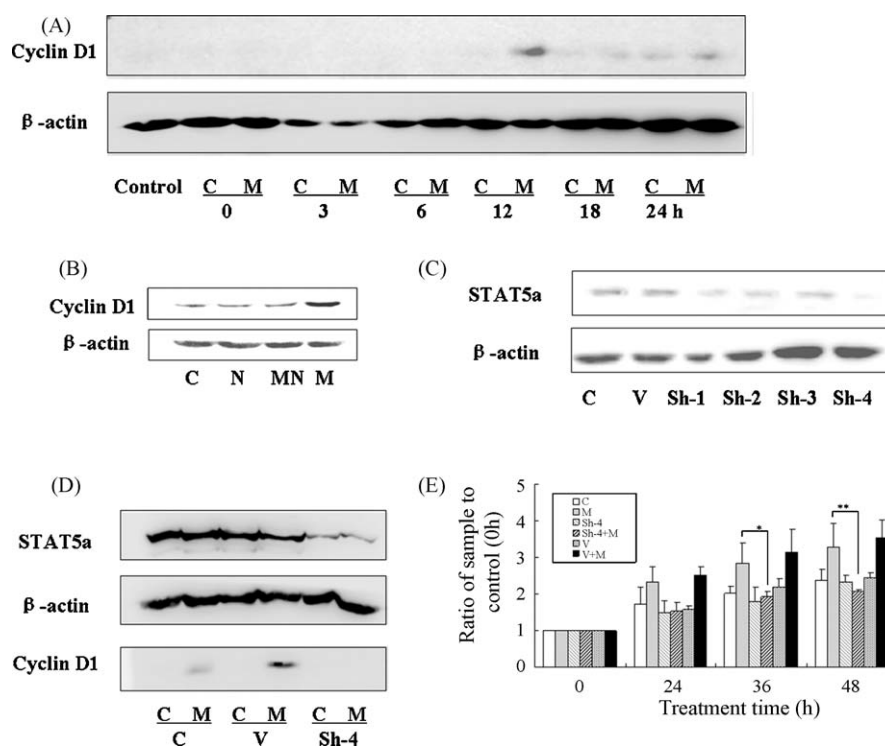 (A)
Cyclin D1
β-actin
Control C M C M C M C M C M C M
0 3 6 12 18 24 h
(B)
Cyclin D1
β-actin
C N MN M
(C)
STAT5a
β-actin
C V Sh-1 Sh-2 Sh-3 Sh-4
(D)
STAT5a
β-actin
Cyclin D1
C M C M C M
C V Sh-4
(E)
Ratio of sample to
control (0h)
5
4
3
2
1
0
C
M
Sh-4
Sh-4+M
V
V+M
*
**
0 24 36 48
Treatment time (h)